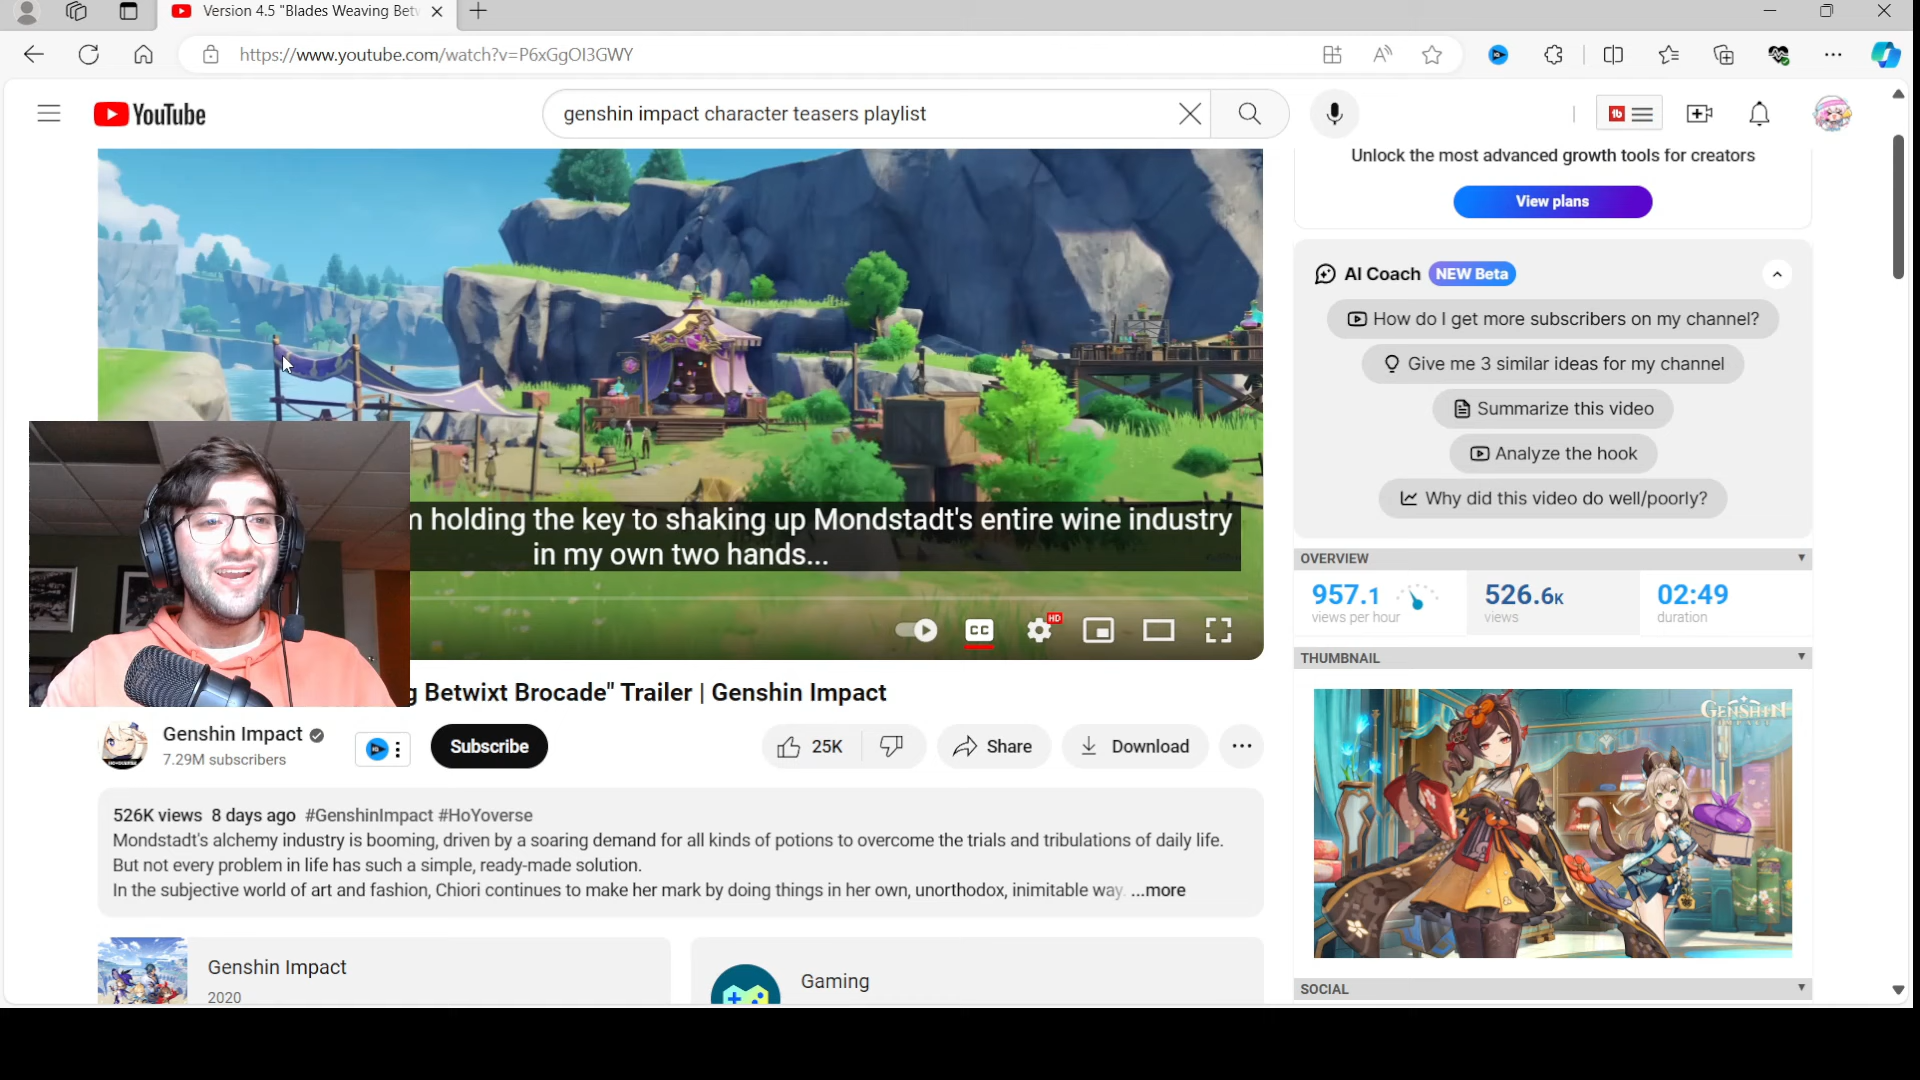 Version 4.5 "Blades Weaving Betw
https://www.youtube.com/watch?v=P6xGgOI3GWY
YouTube
genshin impact character teasers playlist
Unlock the most advanced growth tools for creators
View plans
AI Coach NEW Beta
How do I get more subscribers on my channel?
Give me 3 similar ideas for my channel
Summarize this video
Analyze the hook
Why did this video do well/poorly?
holding the key to shaking up Mondstadt's entire wine industry
in my own two hands...
CC
HD
OVERVIEW
957.1 526.6K 02:49
views per hour views duration
THUMBNAIL
GENSHIN
IMPACT
Betwixt Brocade" Trailer | Genshin Impact
Genshin Impact
7.29M subscribers
Subscribe
25K
Share
Download
526K views 8 days ago #GenshinImpact #HoYoverse
Mondstadt's alchemy industry is booming, driven by a soaring demand for all kinds of potions to overcome the trials and tribulations of daily life.
But not every problem in life has such a simple, ready-made solution.
In the subjective world of art and fashion, Chiori continues to make her mark by doing things in her own, unorthodox, inimitable way. ...more
Genshin Impact
2020
Gaming
SOCIAL